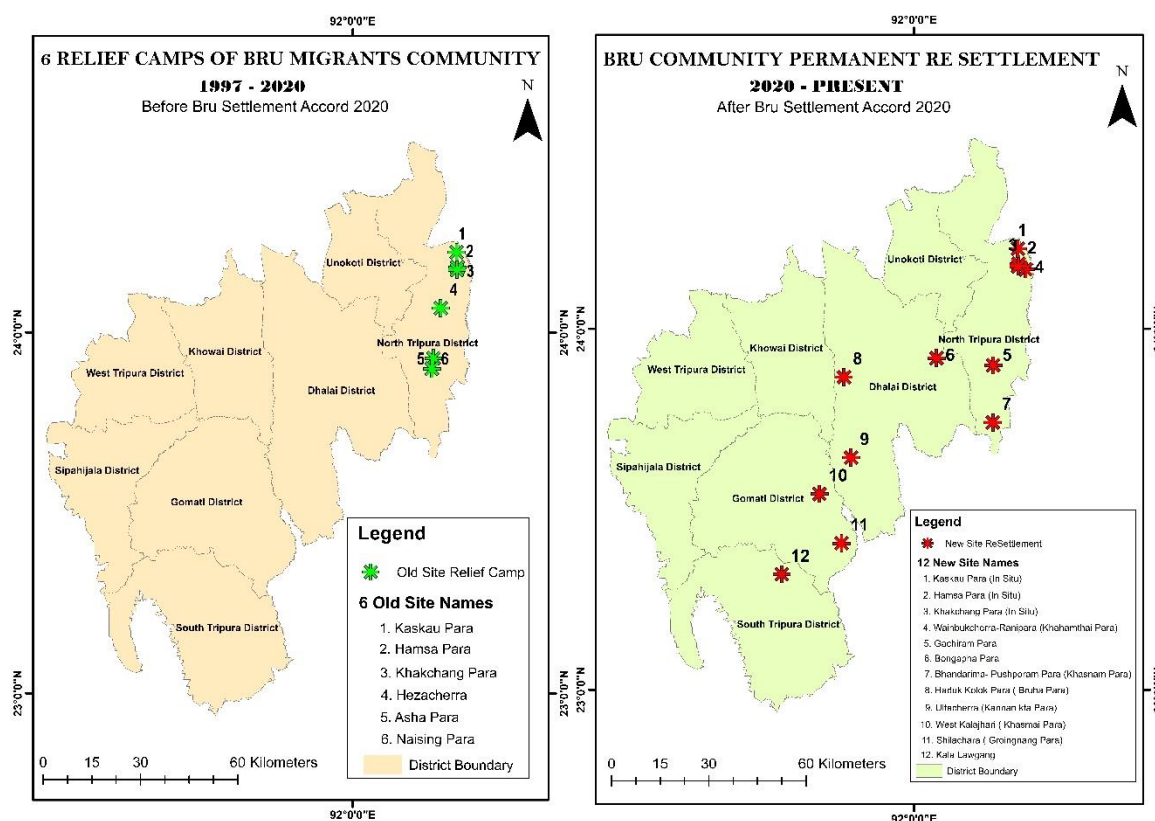 92°0'0"E
6 RELIEF CAMPS OF BRU MIGRANTS COMMUNITY
1997 - 2020
Before Bru Settlement Accord 2020
N
1
2
3
4
5
6
Unokoti District
North Tripura District
Khowai District
West Tripura District
Dhalai District
Sipahijala District
Gomati District
South Tripura District
24°0'0"N
24°0'0"N
23°0'0"N
23°0'0"N
Legend
Old Site Relief Camp
6 Old Site Names
1. Kaskau Para
2. Hamsa Para
3. Khakchang Para
4. Hezacherra
5. Asha Para
6. Naising Para
District Boundary
0 15 30 60 Kilometers
92°0'0"E
92°0'0"E
BRU COMMUNITY PERMANENT RE SETTLEMENT
2020 - PRESENT
After Bru Settlement Accord 2020
N
1
3 2
4
Unokoti District
North Tripura District
5
6
7
8
Khowai District
West Tripura District
Dhalai District
9
Sipahijala District
10
Gomati District
11
12
South Tripura District
Legend
New Site ReSettlement
12 New Site Names
1. Kaskau Para (In Situ)
2. Hamsa Para (In Situ)
3. Khakchang Para (In Situ)
4. Wainbukcherra-Ranipara (Khahamthai Para)
5. Gachiram Para
6. Bongapha Para
7. Bhandarima- Pushporam Para (Khasnam Para)
8. Haduk Kolok Para ( Bruha Para)
9. Ultacherra (Kannan kta Para)
10. West Kalajhari ( Khasmai Para)
11. Shilachara ( Groingnang Para)
12. Kala Lawgang
District Boundary
0 15 30 60 Kilometers
92°0'0"E